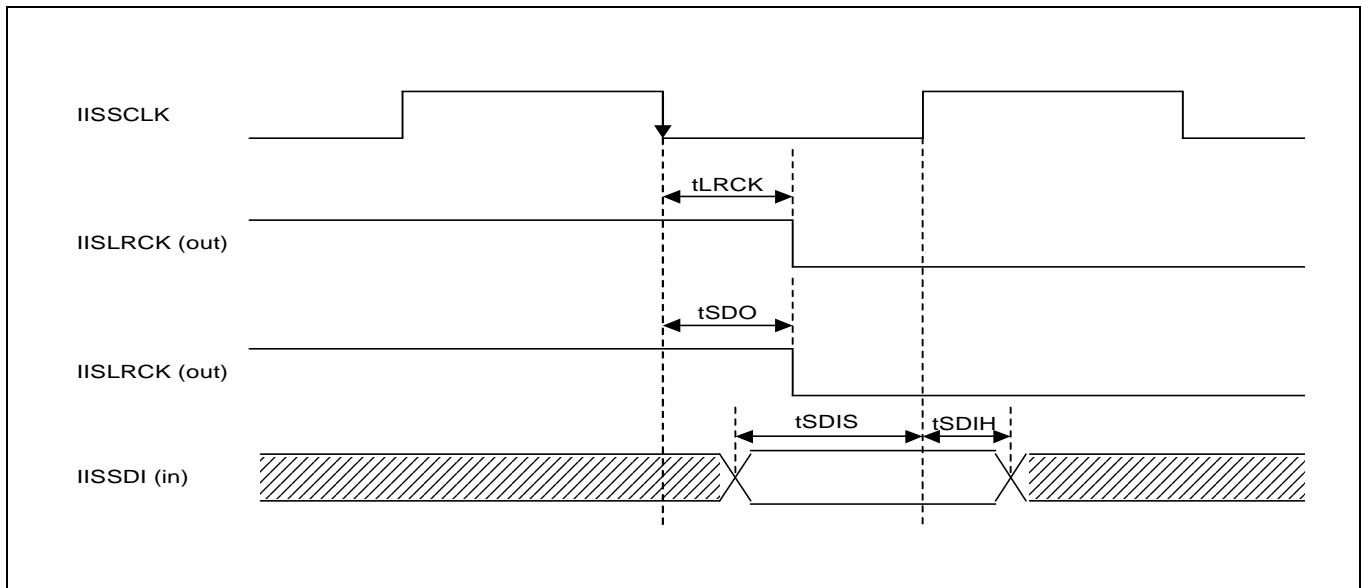 IISSCLK
tLRCK
IISLRCK (out)
tSDO
IISLRCK (out)
tSDIS
tSDIH
IISSDI (in)